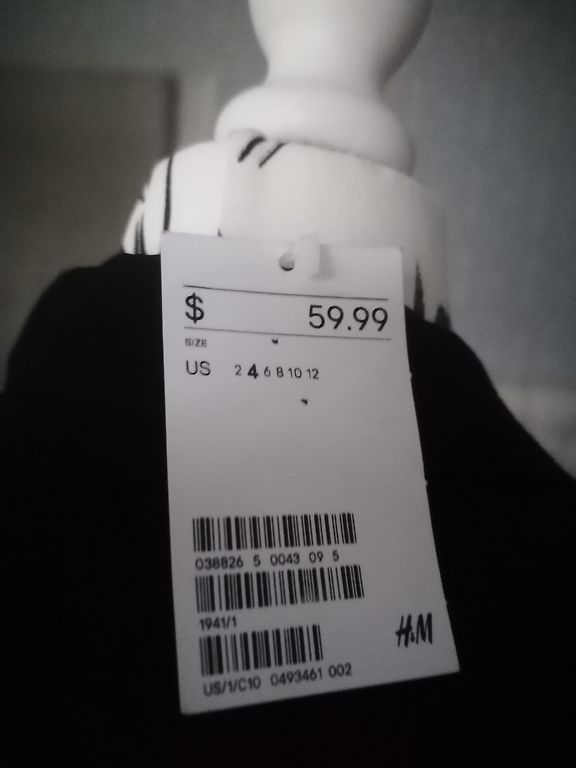 $ 59.99
SIZE
US 2 4 6 8 10 12
038826 5 0043 09 5
1941/1
H&M
US/1/C10 0493461 002